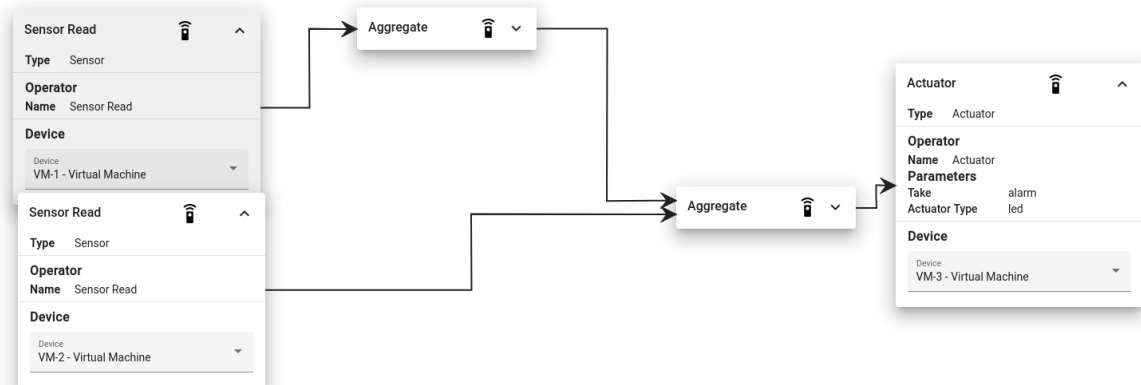 Sensor Read
Type Sensor
Operator
Name Sensor Read
Device
Device
VM-1 - Virtual Machine
Sensor Read
Type Sensor
Operator
Name Sensor Read
Device
Device
VM-2 - Virtual Machine
Aggregate
Aggregate
Actuator
Type Actuator
Operator
Name Actuator
Parameters
Take alarm
Actuator Type led
Device
Device
VM-3 - Virtual Machine